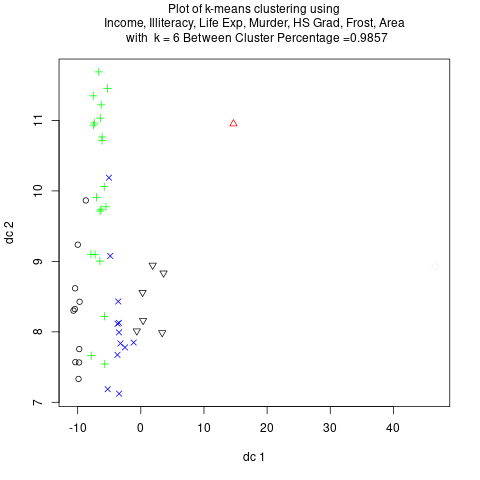 Plot of k-means clustering using
Income, Illiteracy, Life Exp, Murder, HS Grad, Frost, Area
with  k = 6 Between Cluster Percentage =0.9857
11
10
9
8
7
dc 2
-10 0 10 20 30 40
dc 1